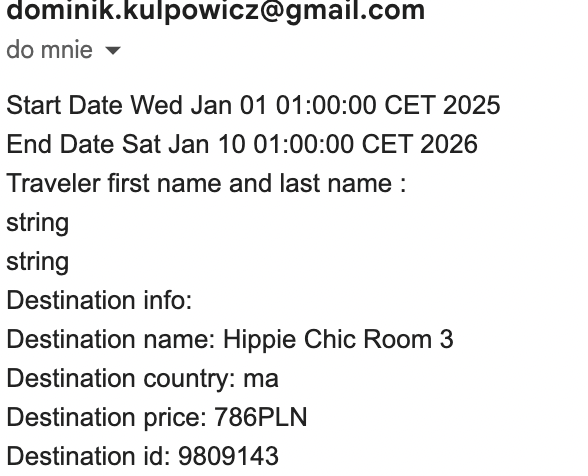 dominik.kulpowicz@gmail.com
do mnie
Start Date Wed Jan 01 01:00:00 CET 2025
End Date Sat Jan 10 01:00:00 CET 2026
Traveler first name and last name :
string
string
Destination info:
Destination name: Hippie Chic Room 3
Destination country: ma
Destination price: 786PLN
Destination id: 9809143